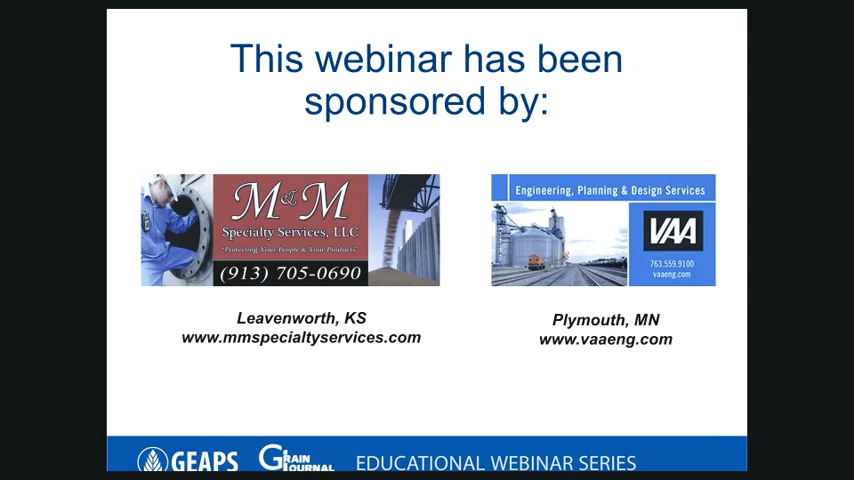 This webinar has been
sponsored by:
M&M
Specialty Services, LLC
"Protecting Your People & Your Products"
(913) 705-0690
Engineering, Planning & Design Services
VAA
763.559.9100
vaaeng.com
Leavenworth, KS
www.mmspecialtyservices.com
Plymouth, MN
www.vaaeng.com
GEAPS GRAIN JOURNAL EDUCATIONAL WEBINAR SERIES